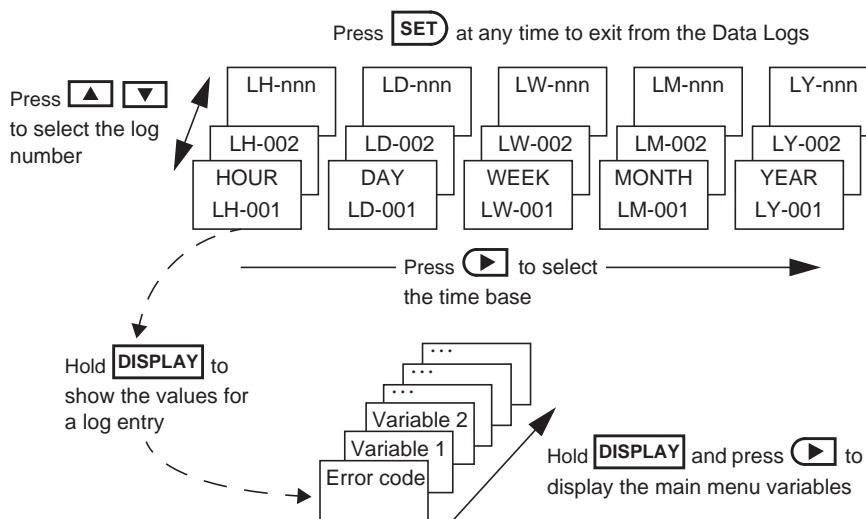 Press SET at any time to exit from the Data Logs
Press
to select the log
number
LH-nnn LD-nnn LW-nnn LM-nnn LY-nnn
LH-002 LD-002 LW-002 LM-002 LY-002
HOUR DAY WEEK MONTH YEAR
LH-001 LD-001 LW-001 LM-001 LY-001
Press to select
the time base
Hold DISPLAY to
show the values for
a log entry
...
...
...
Variable 2
Variable 1
Error code
Hold DISPLAY and press to
display the main menu variables